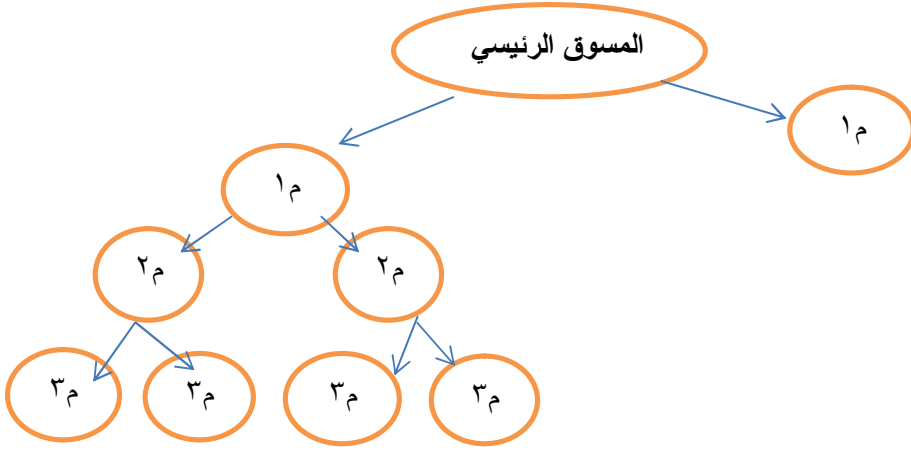 المسوق الرئيسي
م١
م١
م٢
م٢
م٣
م٣
م٣
م٣